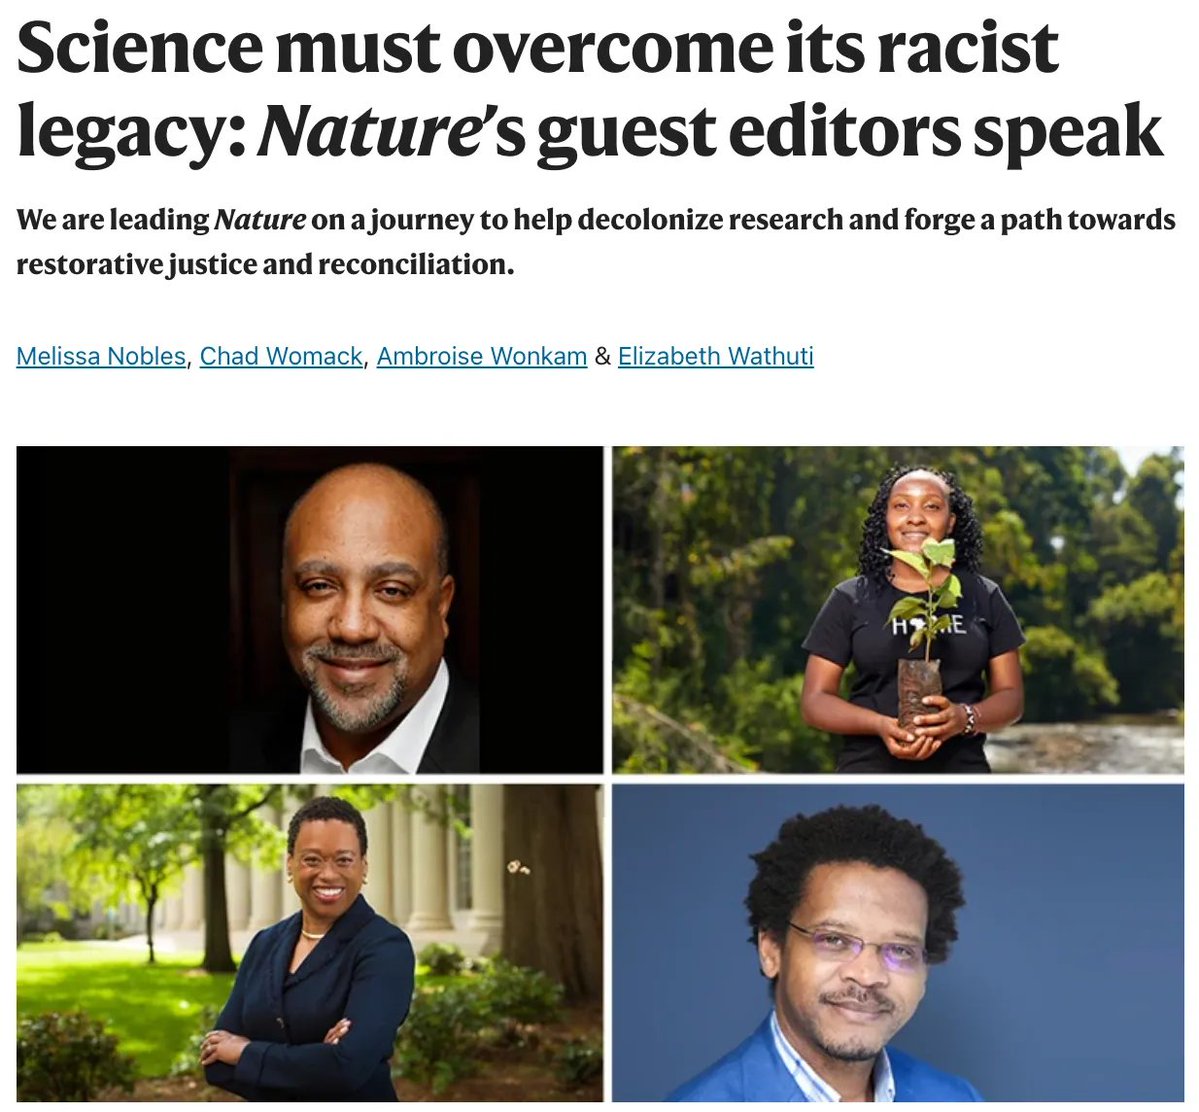 Science must overcome its racist
legacy: Nature's guest editors speak
We are leading Nature on a journey to help decolonize research and forge a path towards
restorative justice and reconciliation.
Melissa Nobles, Chad Womack, Ambroise Wonkam & Elizabeth Wathuti